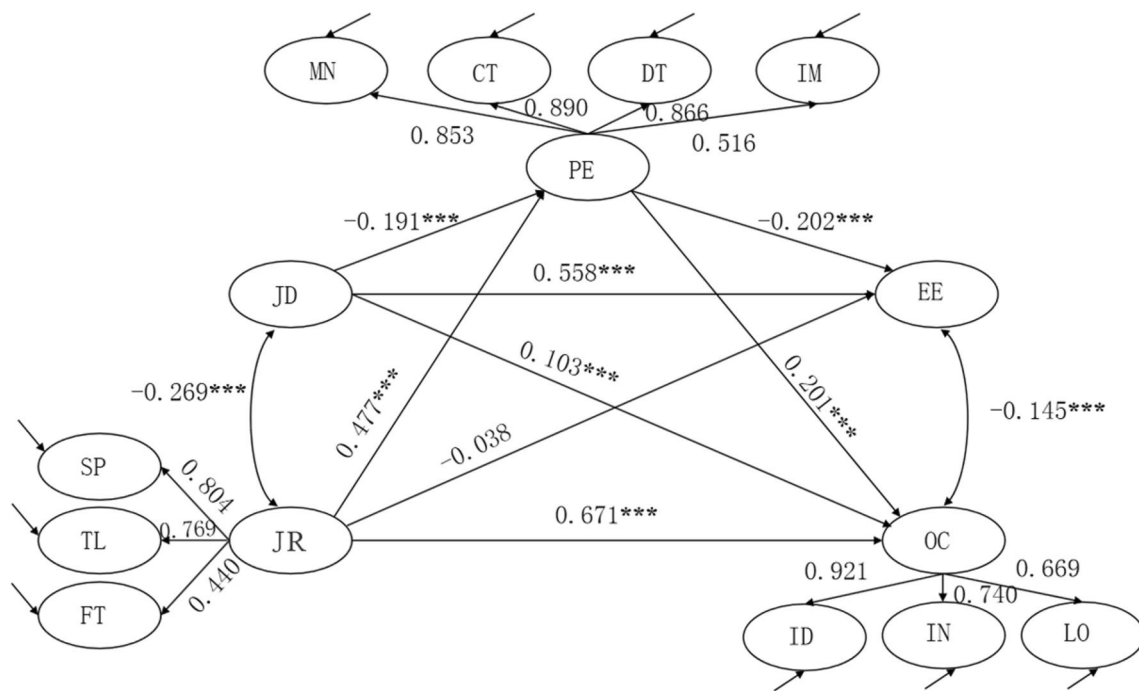 MN CT DT IM
0.853 0.890 0.866 0.516
PE
-0.191*** -0.202***
JD 0.558*** EE
-0.269*** 0.477*** 0.103*** -0.038 0.201*** -0.145***
SP 0.804
TL 0.769 JR 0.671*** OC
FT 0.440
0.921 0.740 0.669
ID IN LO